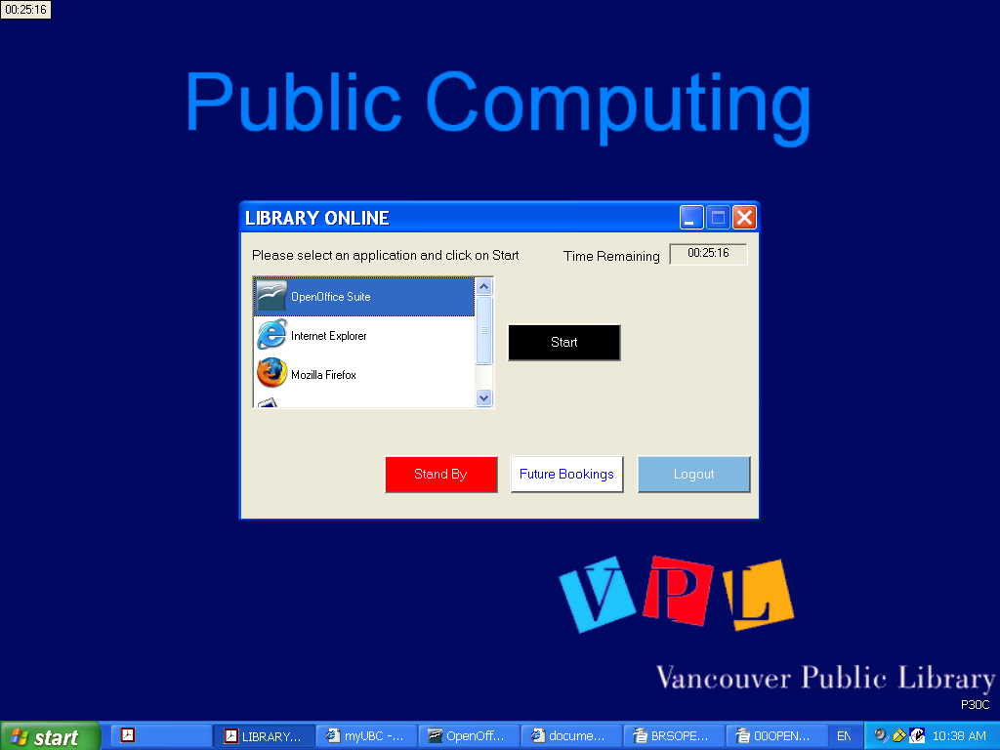 00:25:16
Public Computing
LIBRARY ONLINE
Please select an application and click on Start
Time Remaining
00:25:16
OpenOffice Suite
Internet Explorer
Mozilla Firefox
Start
Stand By
Future Bookings
Logout
VPL
Vancouver Public Library
P30C
start
LIBRARY...
myUBC -...
OpenOff...
docume...
BRSOPE...
00OPEN...
EN
10:38 AM